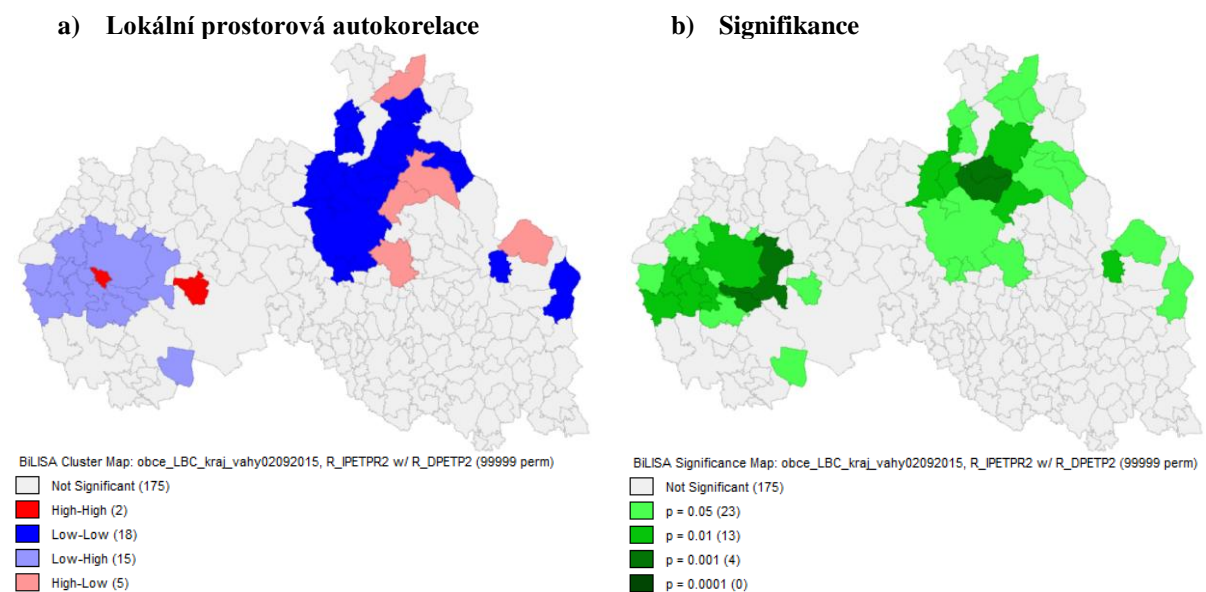 a) Lokální prostorová autokorelace
b) Signifikance
BiLISA Cluster Map: obce_LBC_kraj_vahy02092015, R_IPETPR2 w/ R_DPETP2 (99999 perm)
Not Significant (175)
High-High (2)
Low-Low (18)
Low-High (15)
High-Low (5)
BiLISA Significance Map: obce_LBC_kraj_vahy02092015, R_IPETPR2 w/ R_DPETP2 (99999 perm)
Not Significant (175)
p = 0.05 (23)
p = 0.01 (13)
p = 0.001 (4)
p = 0.0001 (0)